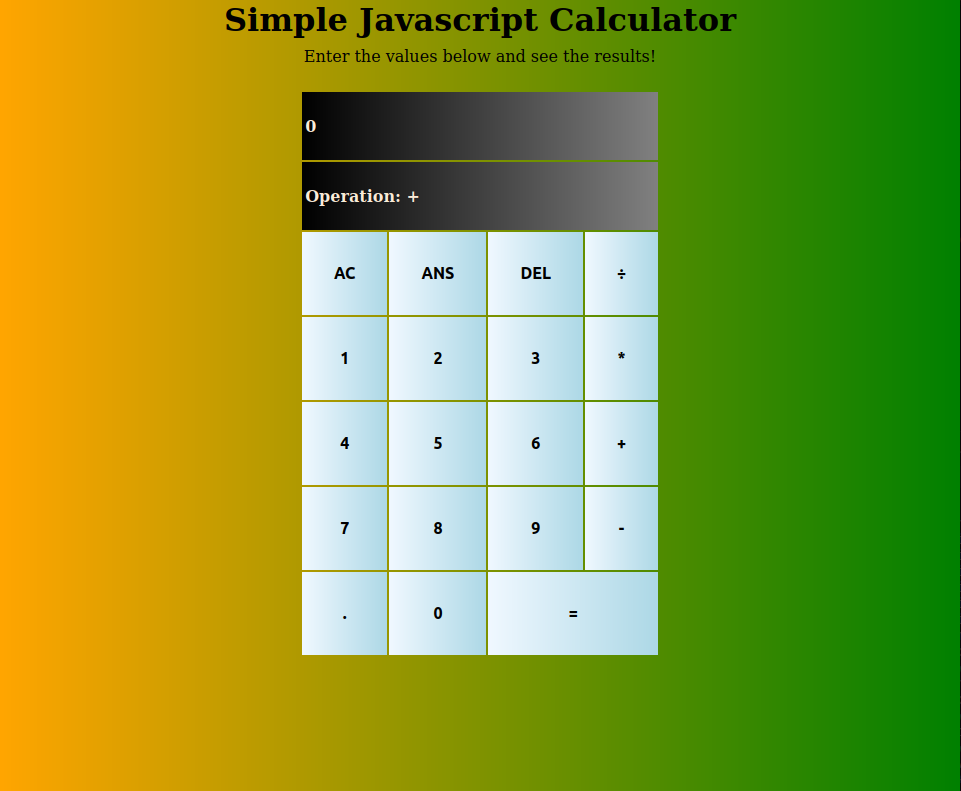 Simple Javascript Calculator
Enter the values below and see the results!
0
Operation: +
AC ANS DEL ÷
1 2 3 *
4 5 6 +
7 8 9 -
. 0 =